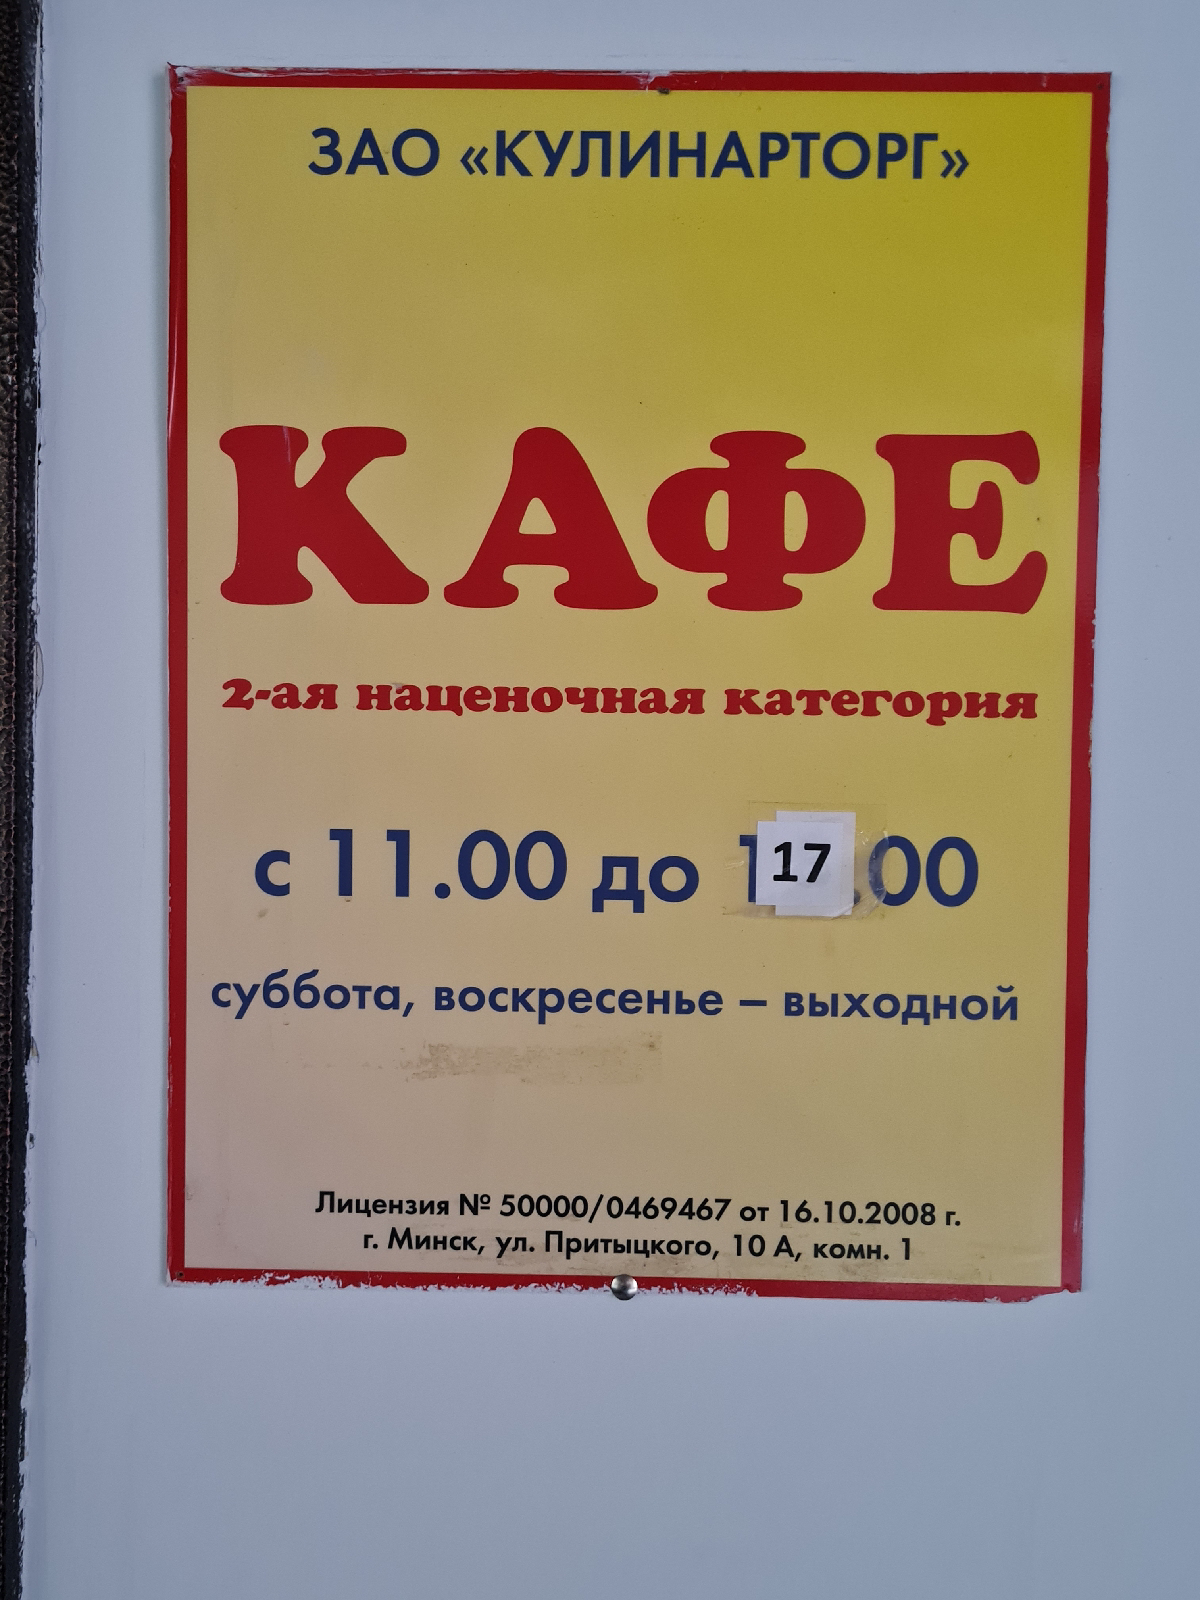 ЗАО «КУЛИНАРТОРГ»
КАФЕ
2-ая наценочная категория
с 11.00 до 17.00
суббота, воскресенье – выходной
Лицензия № 50000/0469467 от 16.10.2008 г.
г. Минск, ул. Притыцкого, 10 А, комн. 1